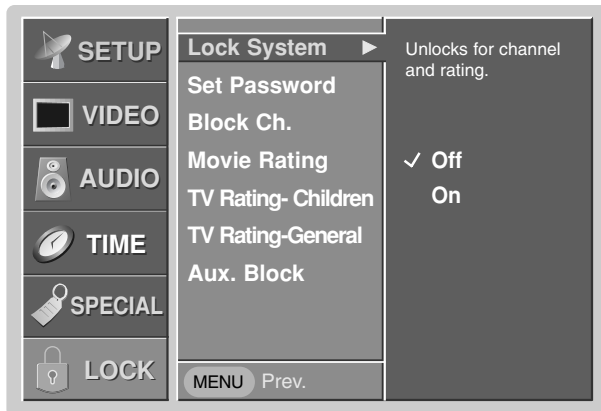 SETUP
VIDEO
AUDIO
TIME
SPECIAL
LOCK
Lock System ►
Set Password
Block Ch.
Movie Rating
TV Rating- Children
TV Rating-General
Aux. Block
MENU Prev.
Unlocks for channel
and rating.
✓ Off
On